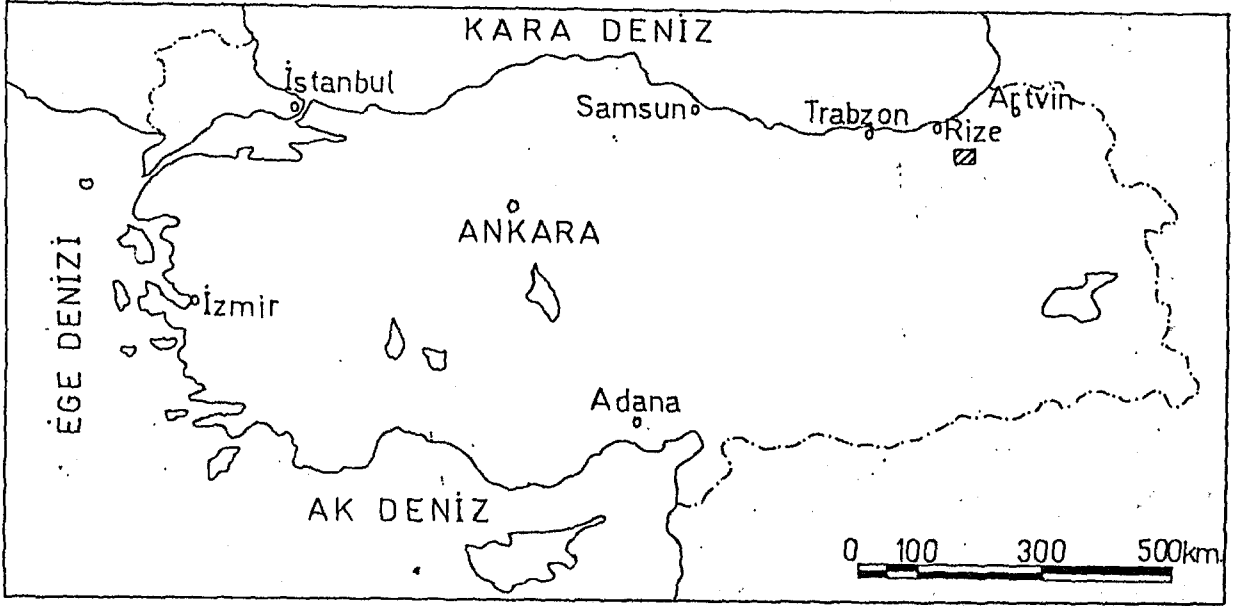 KARA DENİZ
İstanbul
Samsun
Trabzon
Artvin
Rize
ANKARA
EGE DENİZİ
İzmir
Adana
AK DENİZ
0 100 300 500km.